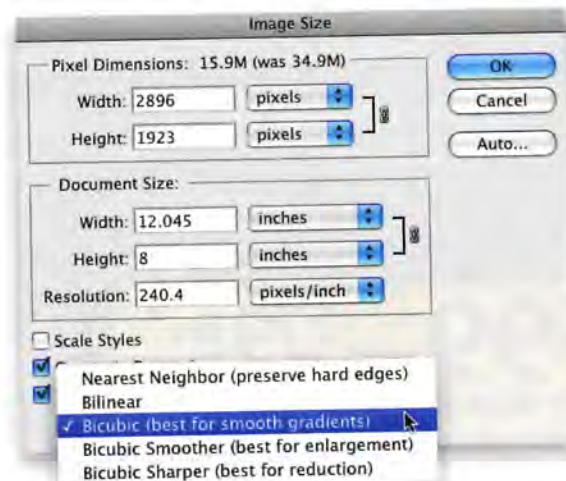 Image Size
Pixel Dimensions: 15.9M (was 34.9M)
Width: 2896 pixels
Height: 1923 pixels
OK
Cancel
Auto...
Document Size:
Width: 12.045 inches
Height: 8 inches
Resolution: 240.4 pixels/inch
Scale Styles
Nearest Neighbor (preserve hard edges)
Bilinear
✓ Bicubic (best for smooth gradients)
Bicubic Smoother (best for enlargement)
Bicubic Sharper (best for reduction)